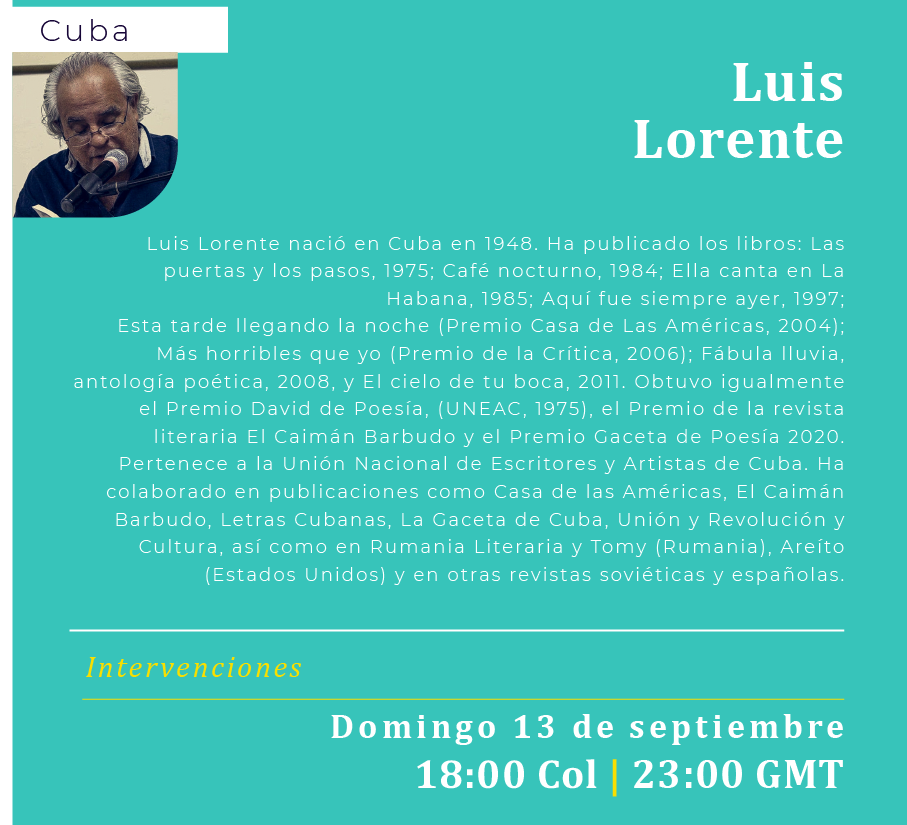 Cuba
Luis
Lorente
Luis Lorente nació en Cuba en 1948. Ha publicado los libros: Las
puertas y los pasos, 1975; Café nocturno, 1984; Ella canta en La
Habana, 1985; Aquí fue siempre ayer, 1997;
Esta tarde llegando la noche (Premio Casa de Las Américas, 2004);
Más horribles que yo (Premio de la Crítica, 2006); Fábula lluvia,
antología poética, 2008, y El cielo de tu boca, 2011. Obtuvo igualmente
el Premio David de Poesía, (UNEAC, 1975), el Premio de la revista
literaria El Caimán Barbudo y el Premio Gaceta de Poesía 2020.
Pertenece a la Unión Nacional de Escritores y Artistas de Cuba. Ha
colaborado en publicaciones como Casa de las Américas, El Caimán
Barbudo, Letras Cubanas, La Gaceta de Cuba, Unión y Revolución y
Cultura, así como en Rumania Literaria y Tomy (Rumania), Areíto
(Estados Unidos) y en otras revistas soviéticas y españolas.
Intervenciones
Domingo 13 de septiembre
18:00 Col | 23:00 GMT